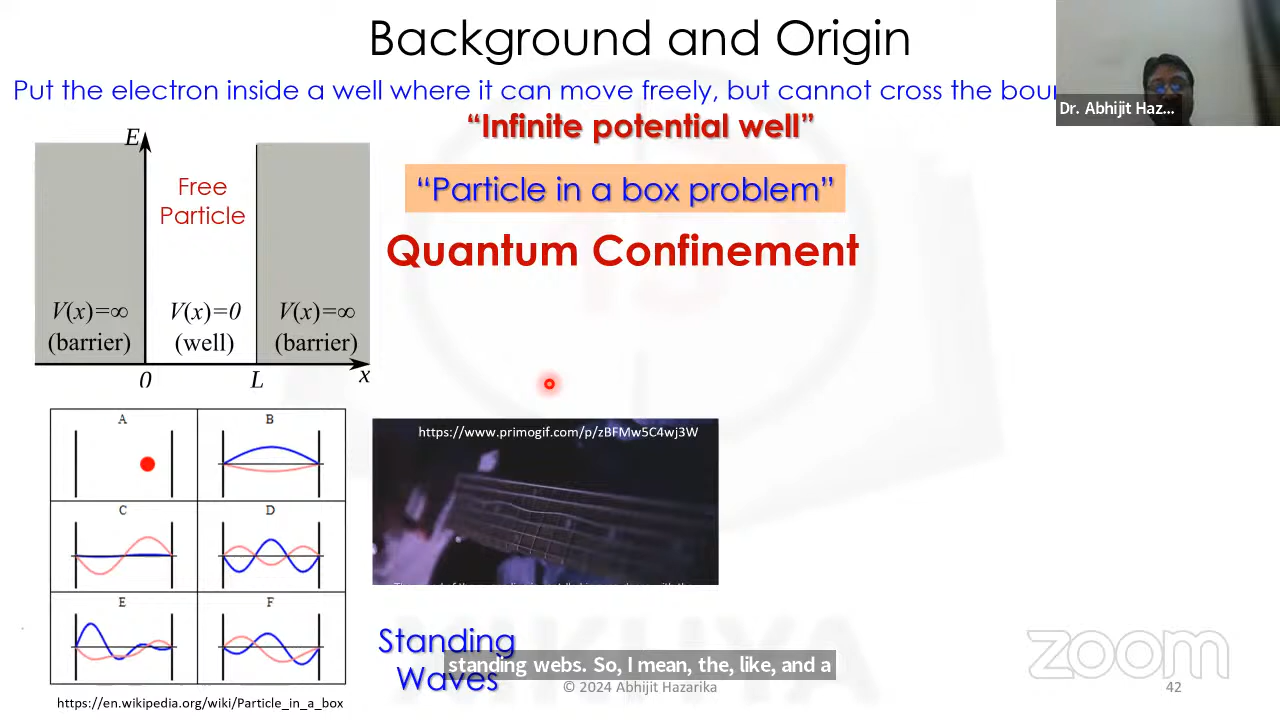 Background and Origin
Put the electron inside a well where it can move freely, but cannot cross the
Dr. Abhijit Haz...
“Infinite potential well”
“Particle in a box problem”
Quantum Confinement
E
Free
Particle
V(x)=∞ V(x)=0 V(x)=∞
(barrier) (well) (barrier)
0 L x
A B
C D
E F
https://en.wikipedia.org/wiki/Particle_in_a_box
https://www.primogif.com/p/zBFMw5C4wj3W
Standing
Waves
standing webs. So, I mean, the, like, and a
© 2024 Abhijit Hazarika
42
zoom